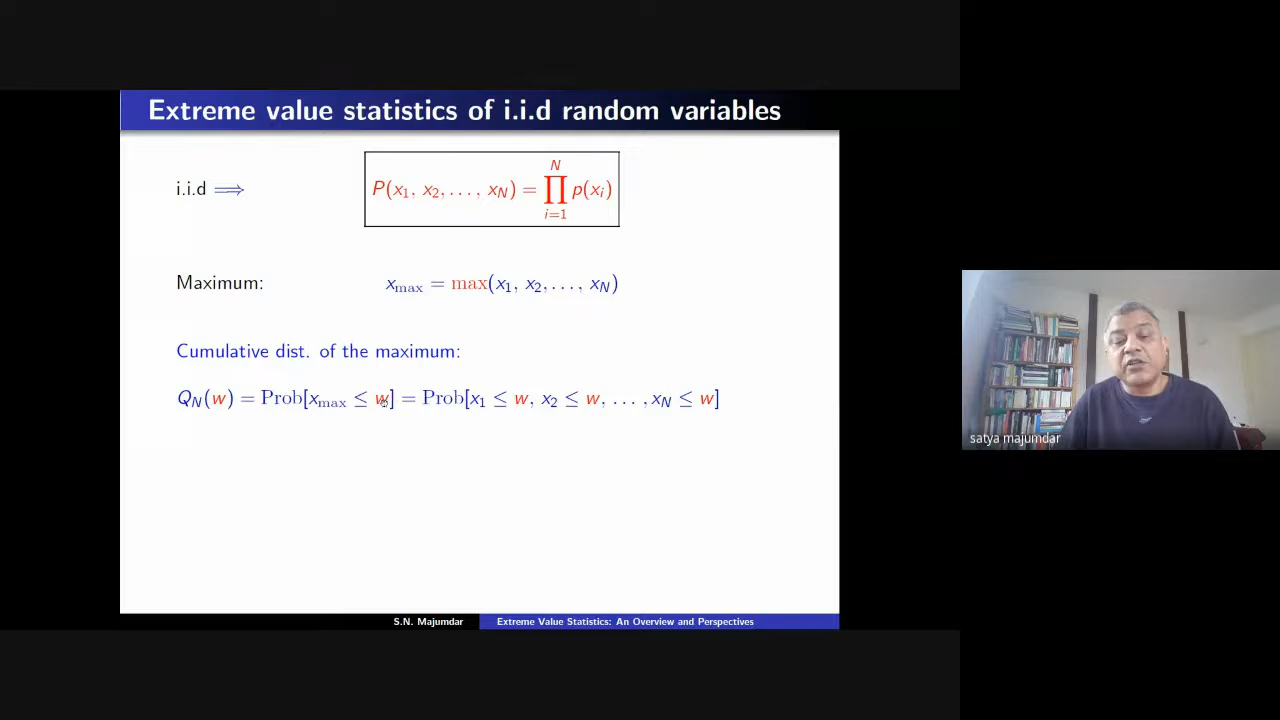 Extreme value statistics of i.i.d random variables
i.i.d ⟹ P(x₁, x₂, . . . , x_N) = ∏_{i=1}^{N} p(x_i)
Maximum: x_max = max(x₁, x₂, . . . , x_N)
Cumulative dist. of the maximum:
Q_N(w) = Prob[x_max ≤ w] = Prob[x₁ ≤ w, x₂ ≤ w, . . . , x_N ≤ w]
S.N. Majumdar Extreme Value Statistics: An Overview and Perspectives
satya majumdar